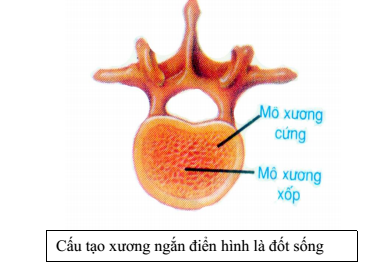 Mô xương
cứng
Mô xương
xốp
Cấu tạo xương ngắn điển hình là đốt sống